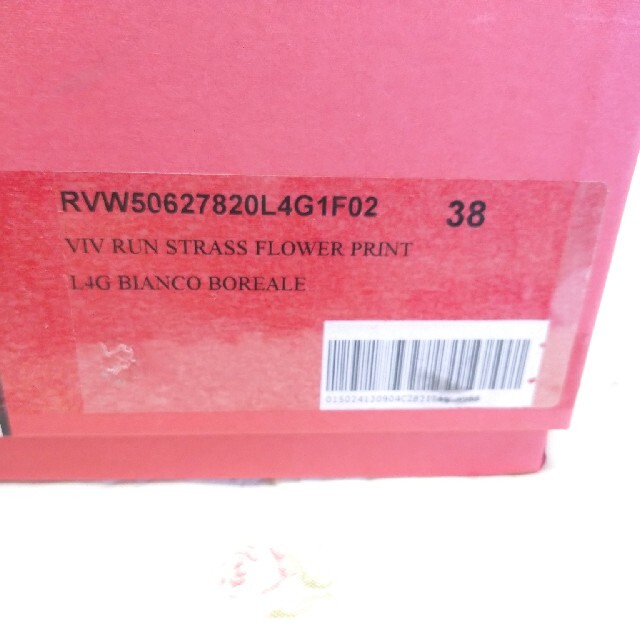 RVW50627820L4G1F02 38
VIV RUN STRASS FLOWER PRINT
L4G BIANCO BOREALE